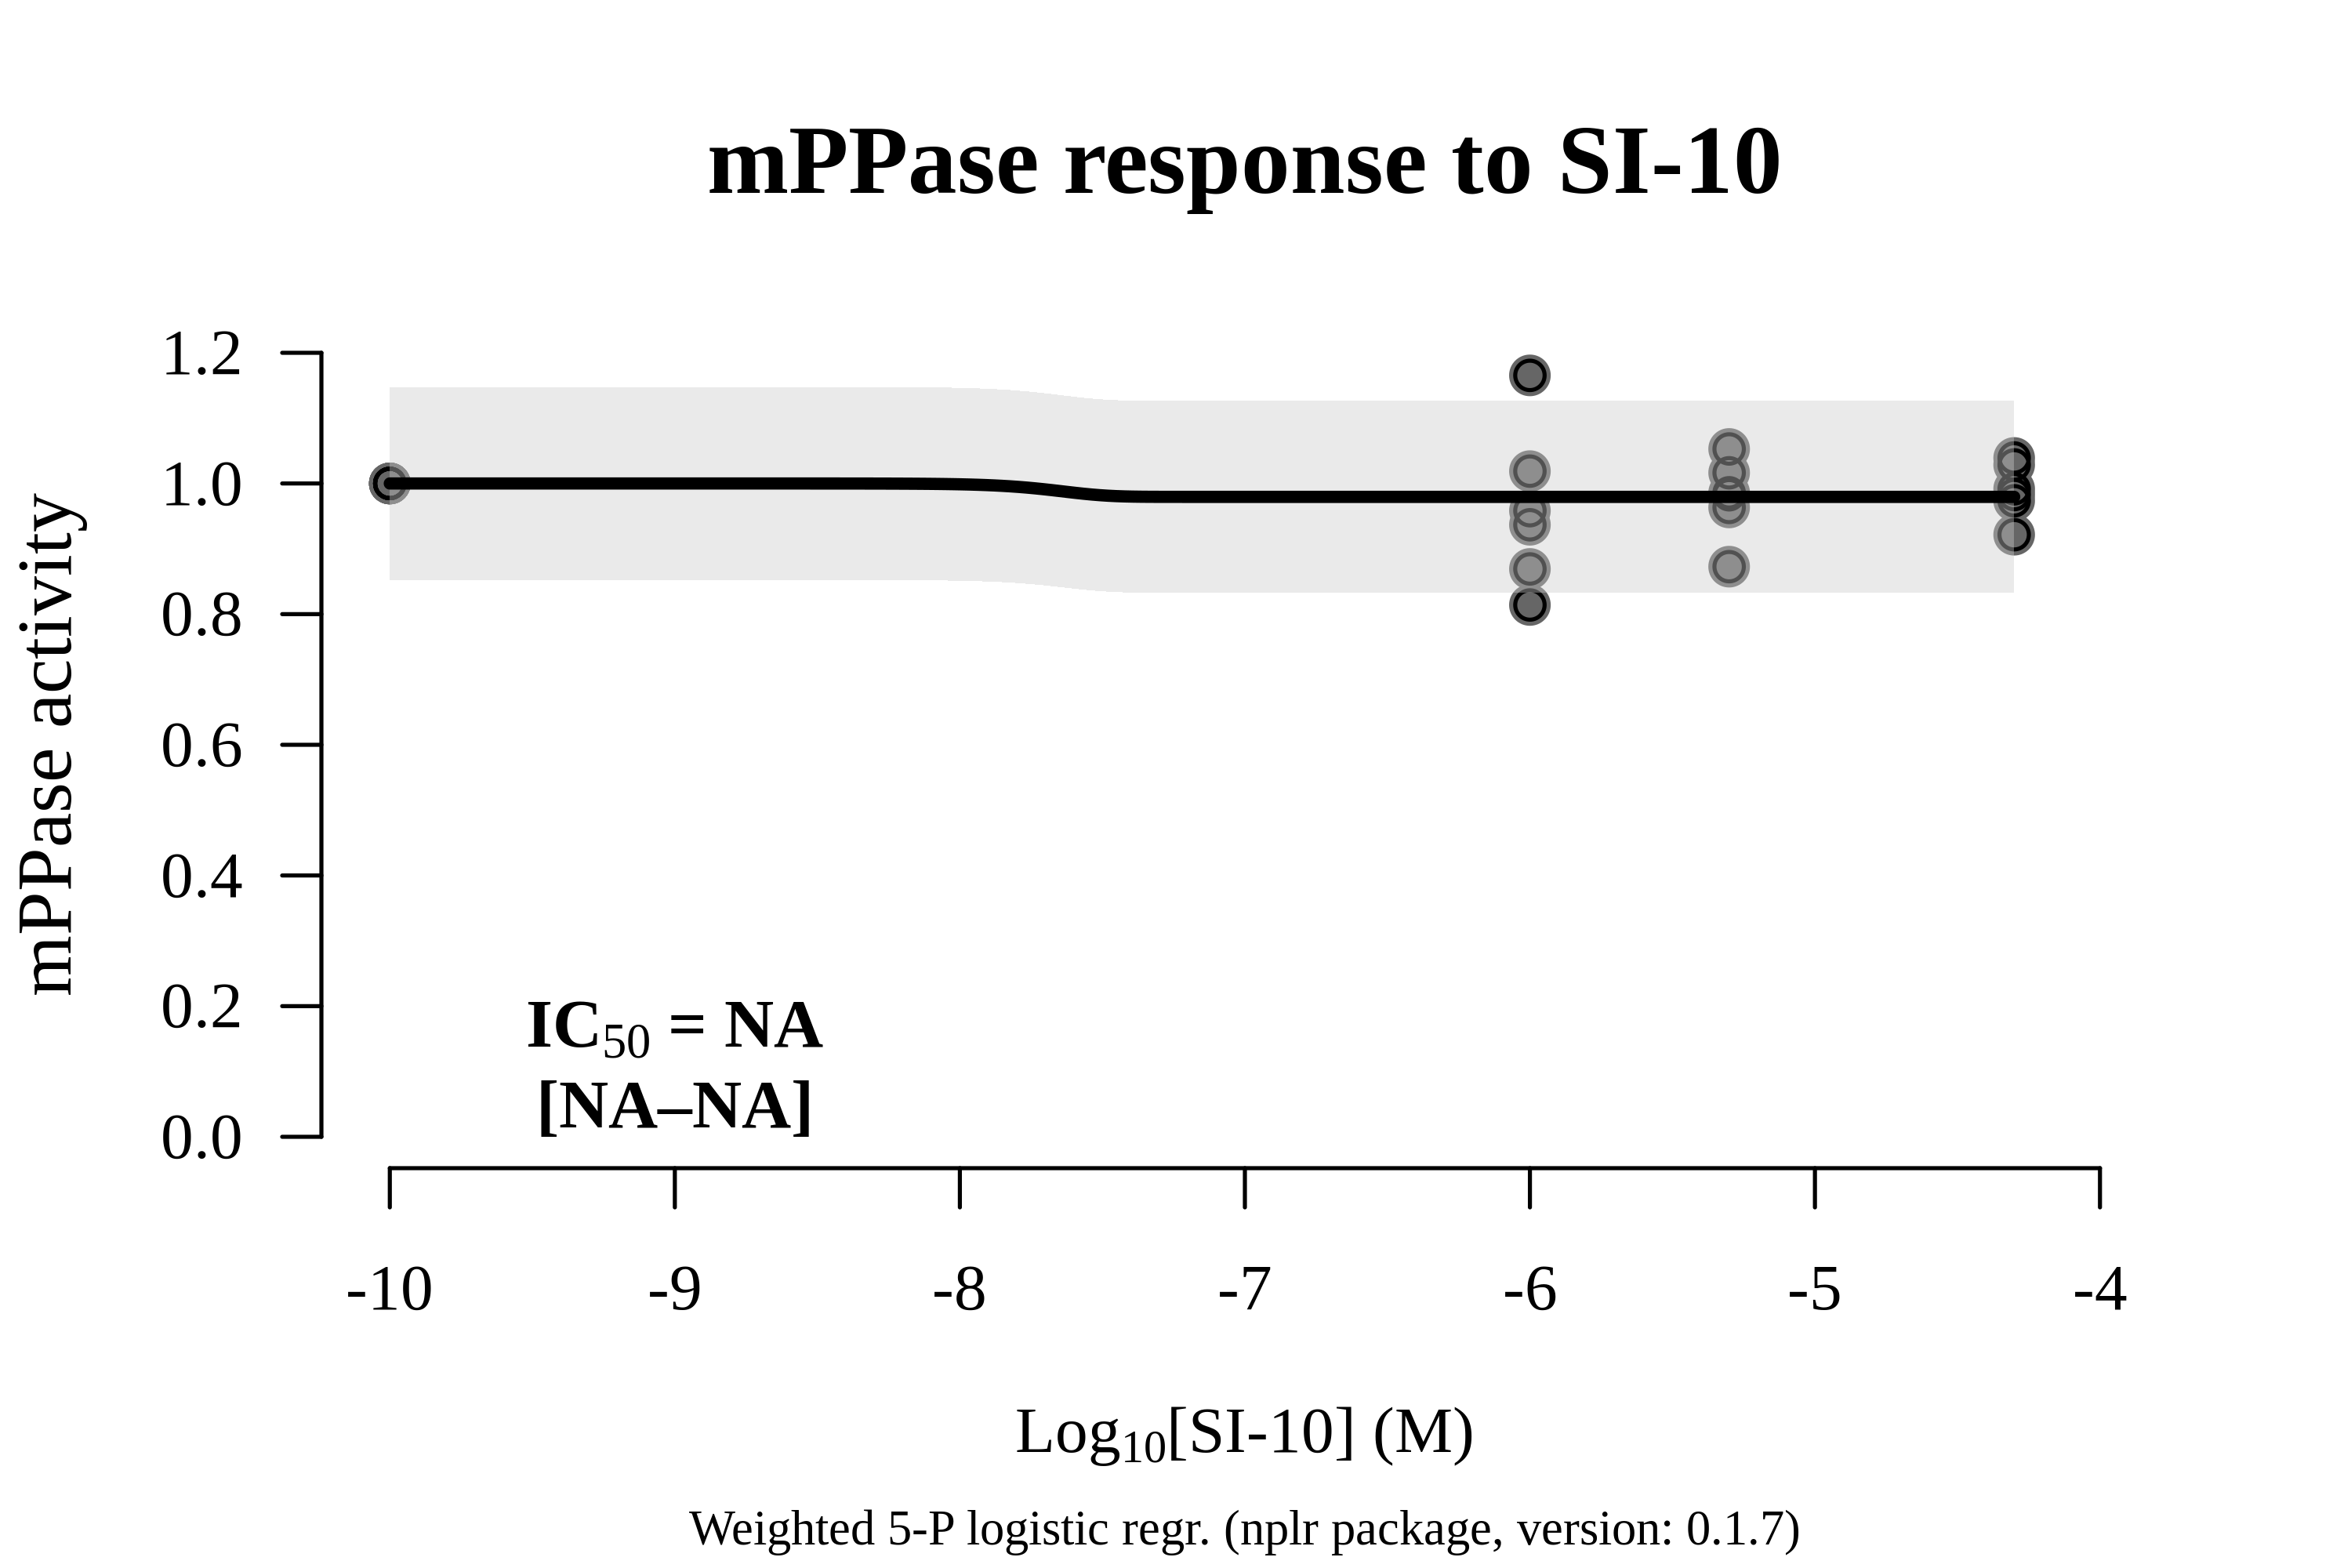 mPPase response to SI-10
mPPase activity
1.2
1.0
0.8
0.6
0.4
0.2
0.0
IC50 = NA
[NA–NA]
-10 -9 -8 -7 -6 -5 -4
Log10[SI-10] (M)
Weighted 5-P logistic regr. (nplr package, version: 0.1.7)